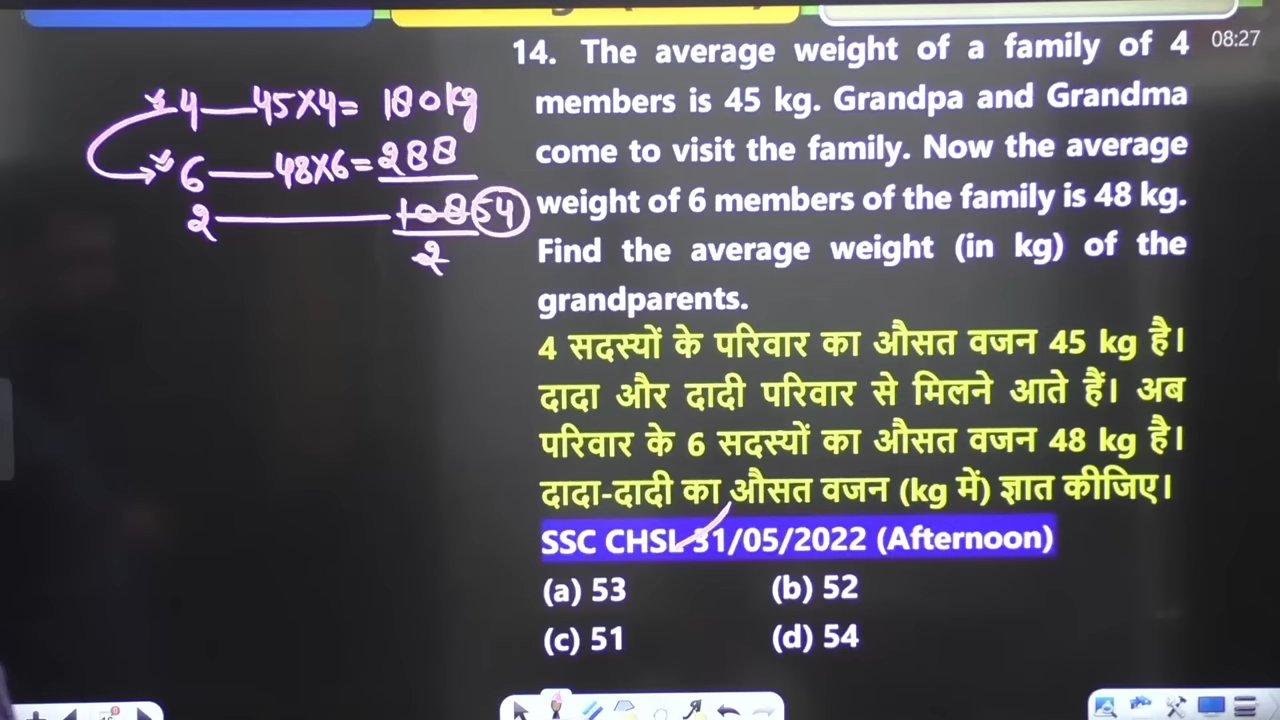 08:27
4 — 45×4= 180kg
6 — 48×6= 288
2 — 108 54
2
14. The average weight of a family of 4
members is 45 kg. Grandpa and Grandma
come to visit the family. Now the average
weight of 6 members of the family is 48 kg.
Find the average weight (in kg) of the
grandparents.
4 सदस्यों के परिवार का औसत वजन 45 kg है।
दादा और दादी परिवार से मिलने आते हैं। अब
परिवार के 6 सदस्यों का औसत वजन 48 kg है।
दादा-दादी का औसत वजन (kg में) ज्ञात कीजिए।
SSC CHSL 31/05/2022 (Afternoon)
(a) 53 (b) 52
(c) 51 (d) 54